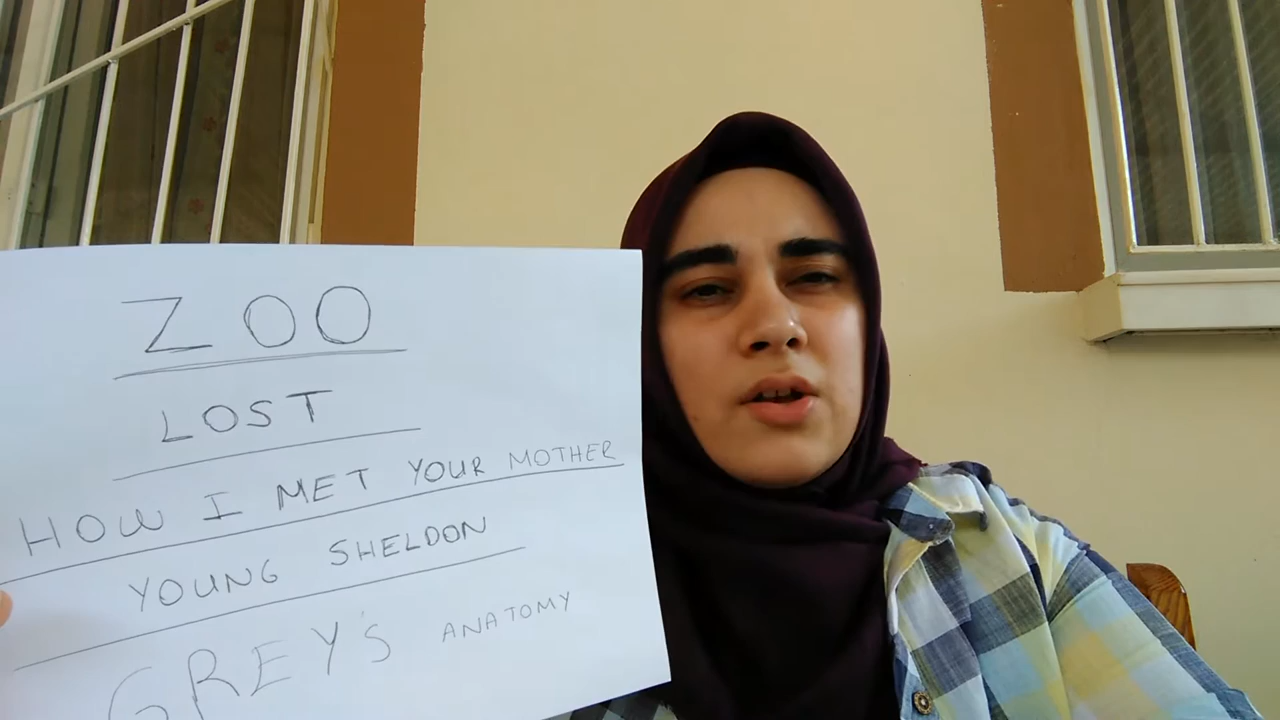 ZOO
LOST
HOW I MET YOUR MOTHER
YOUNG SHELDON
GREY'S ANATOMY